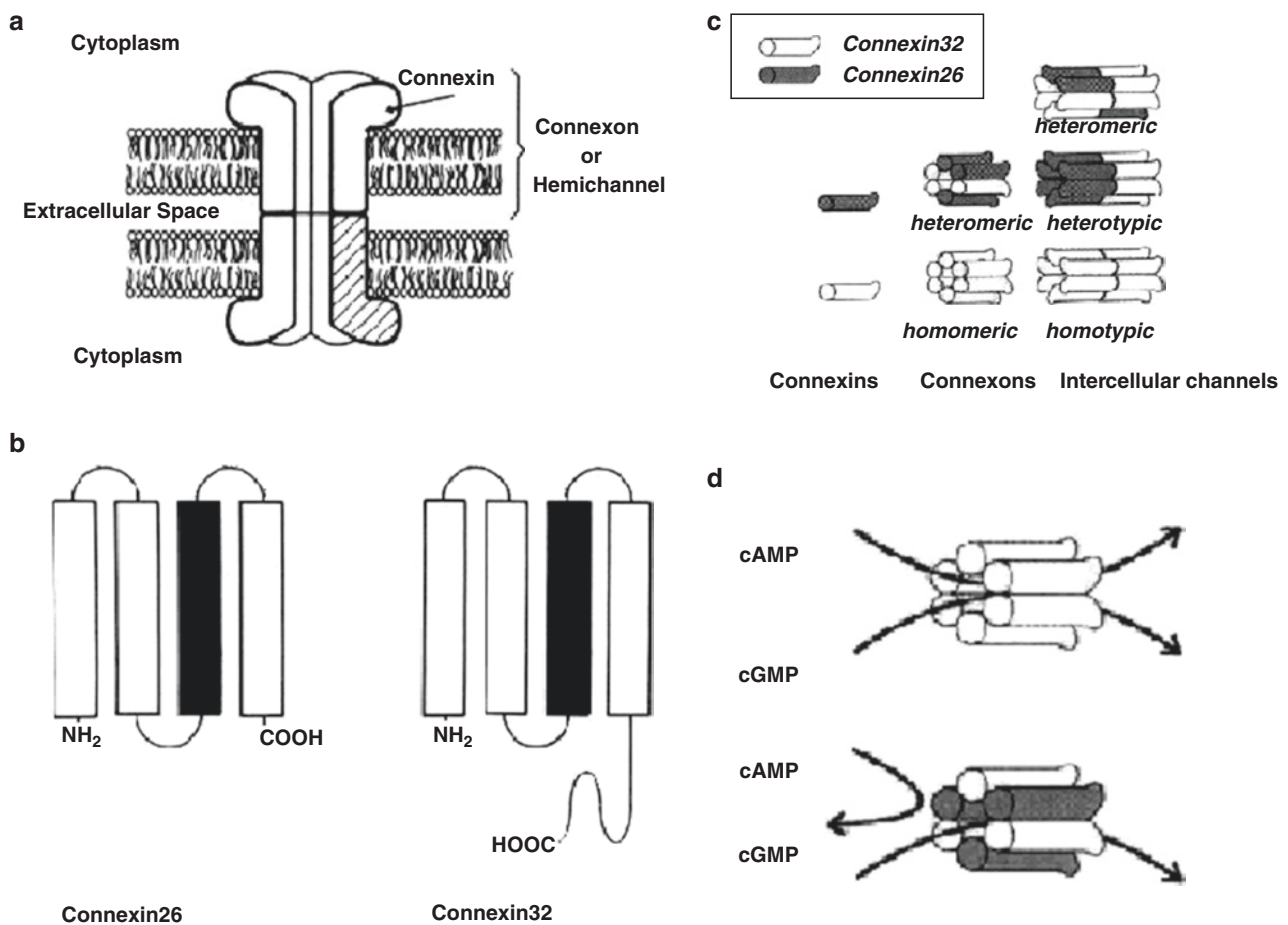 a
Cytoplasm
Connexin
Connexon
or
Hemichannel
Extracellular Space
Cytoplasm
b
NH₂
COOH
NH₂
HOOC
Connexin26
Connexin32
c
Connexin32
Connexin26
heteromeric
heteromeric
heterotypic
homomeric
homotypic
Connexins
Connexons
Intercellular channels
d
cAMP
cGMP
cAMP
cGMP